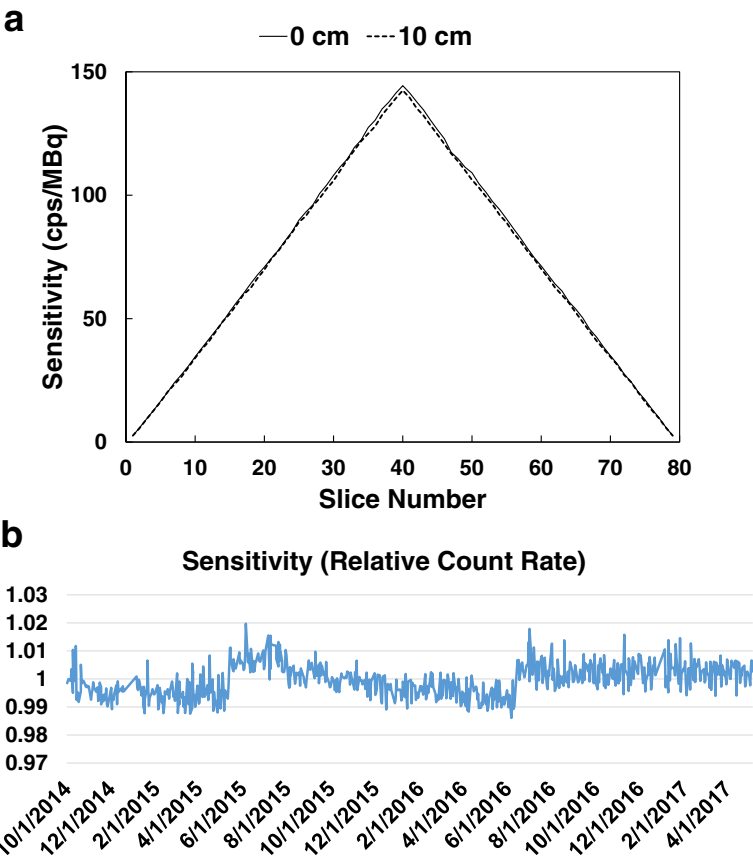 a
0 cm 10 cm
150
100
50
0
Sensitivity (cps/MBq)
0 10 20 30 40 50 60 70 80
Slice Number
b
Sensitivity (Relative Count Rate)
1.03
1.02
1.01
1
0.99
0.98
0.97
10/1/2014 12/1/2014 2/1/2015 4/1/2015 6/1/2015 8/1/2015 10/1/2015 12/1/2015 2/1/2016 4/1/2016 6/1/2016 8/1/2016 10/1/2016 12/1/2016 2/1/2017 4/1/2017